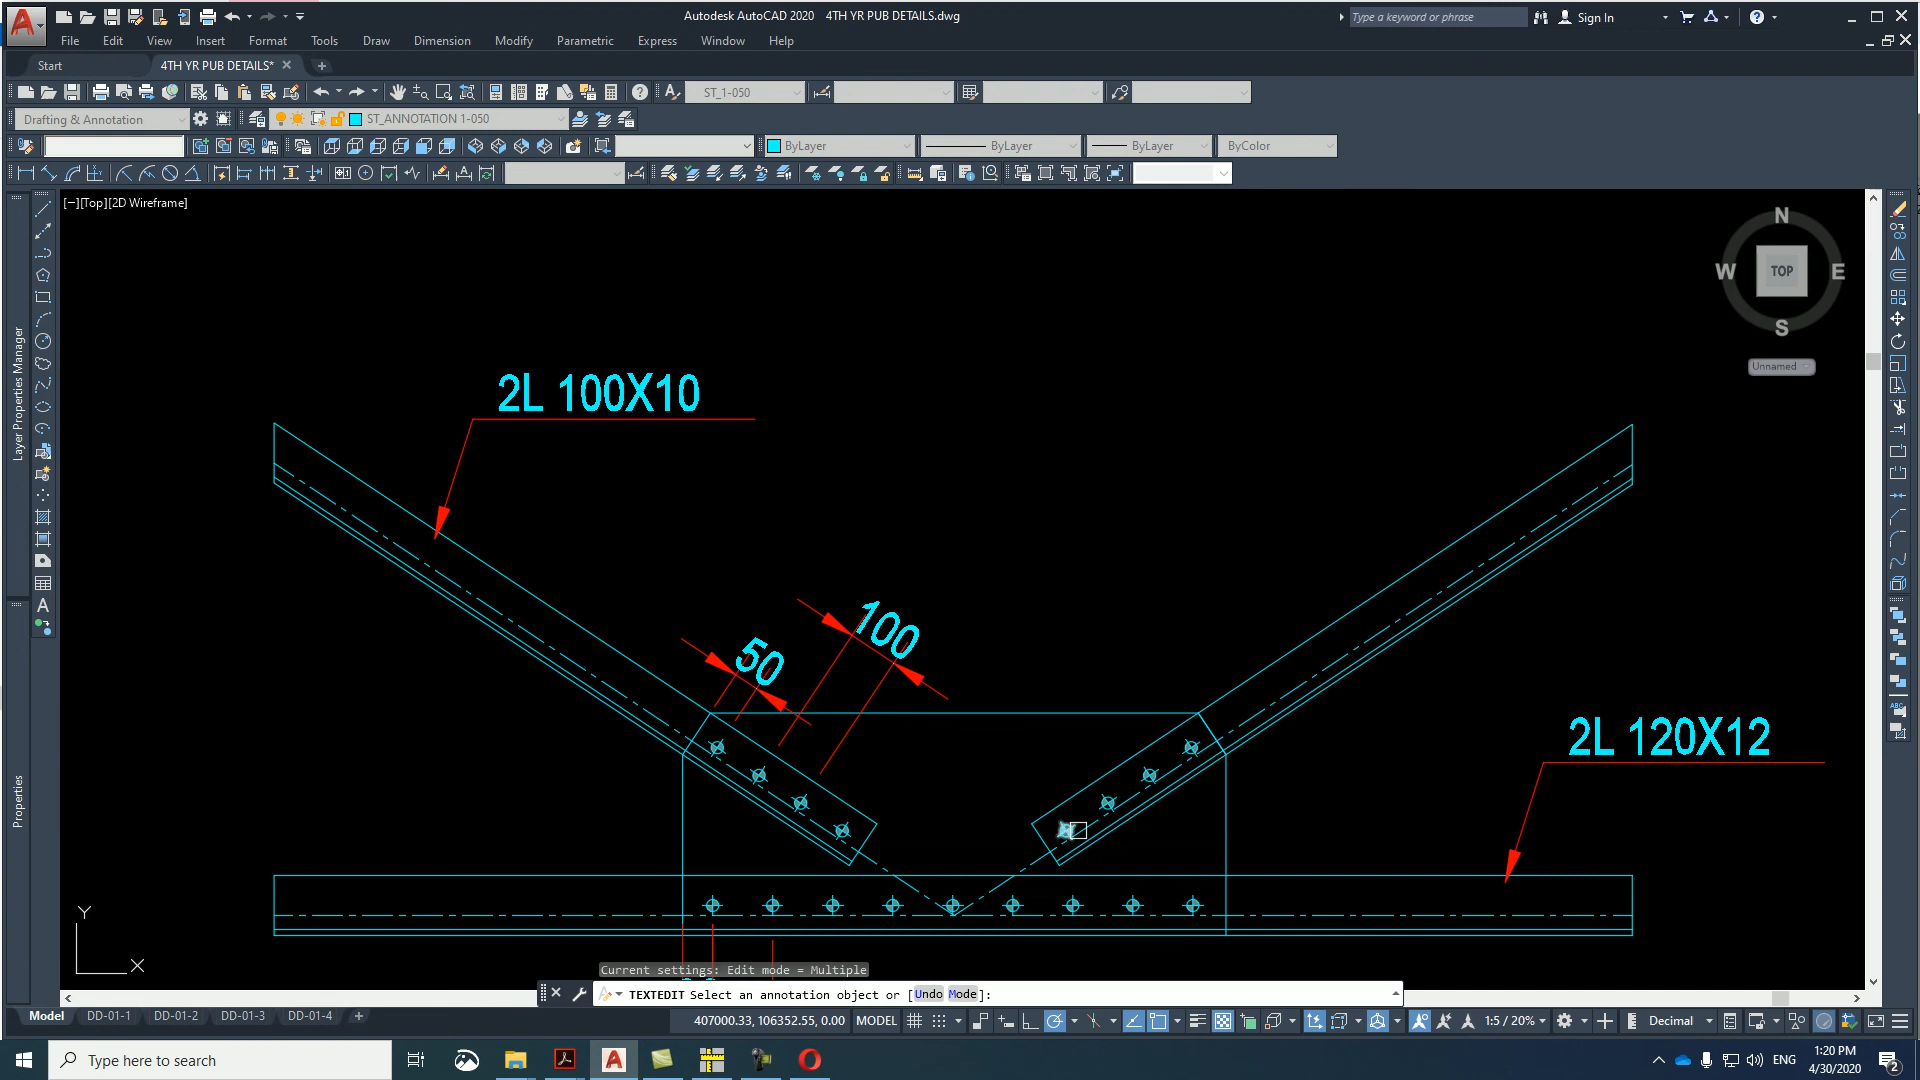 Autodesk AutoCAD 2020 4TH YR PUB DETAILS.dwg
Type a keyword or phrase
Sign In
File Edit View Insert Format Tools Draw Dimension Modify Parametric Express Window Help
Start 4TH YR PUB DETAILS*
ST_1-050
Drafting & Annotation ST_ANNOTATION 1-050
ByLayer ByLayer ByLayer ByColor
[−][Top][2D Wireframe]
N
W TOP E
S
Unnamed
Layer Properties Manager
Properties
2L 100X10
100
50
2L 120X12
Y
X
Current settings: Edit mode = Multiple
TEXTEDIT Select an annotation object or [Undo Mode]:
Model DD-01-1 DD-01-2 DD-01-3 DD-01-4
407000.33, 106352.55, 0.00 MODEL 1:5 / 20% Decimal
Type here to search
ENG
1:20 PM
4/30/2020
2